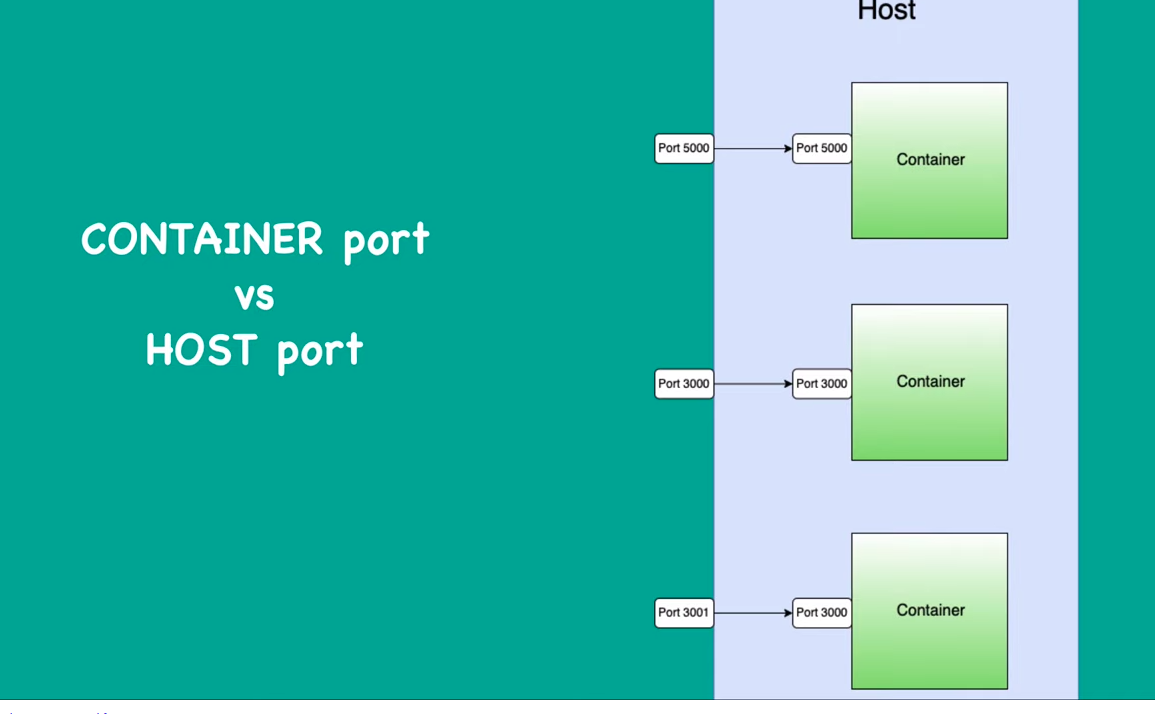 Host
Port 5000
Port 5000
Container
CONTAINER port
vs
HOST port
Port 3000
Port 3000
Container
Port 3001
Port 3000
Container